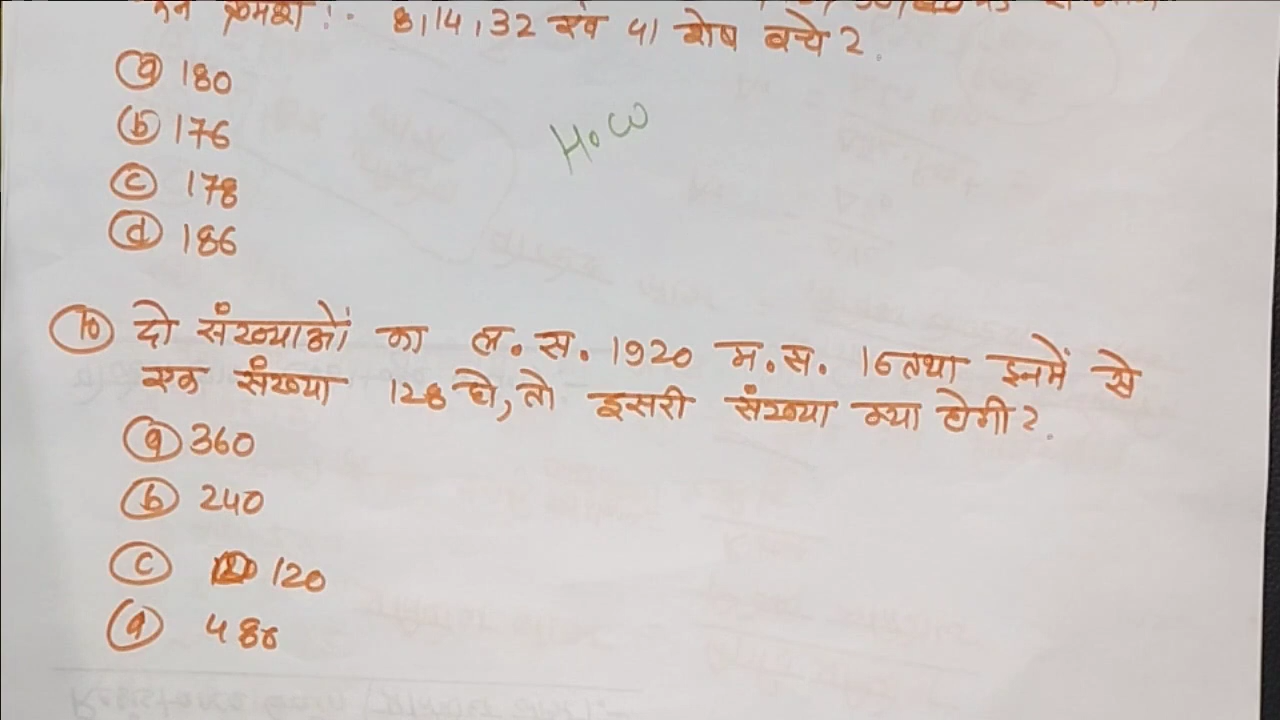 क्रमशः 8,14,32 एवं 41 शेष बचे?
ⓐ 180
ⓑ 176
H.W
ⓒ 178
ⓓ 186
⑩ दो संख्याओं का ल.स. 1920 म.स. 16 तथा इनमें से
एक संख्या 128 हो, तो दूसरी संख्या क्या होगी?
ⓐ 360
ⓑ 240
ⓒ 120
ⓓ 480